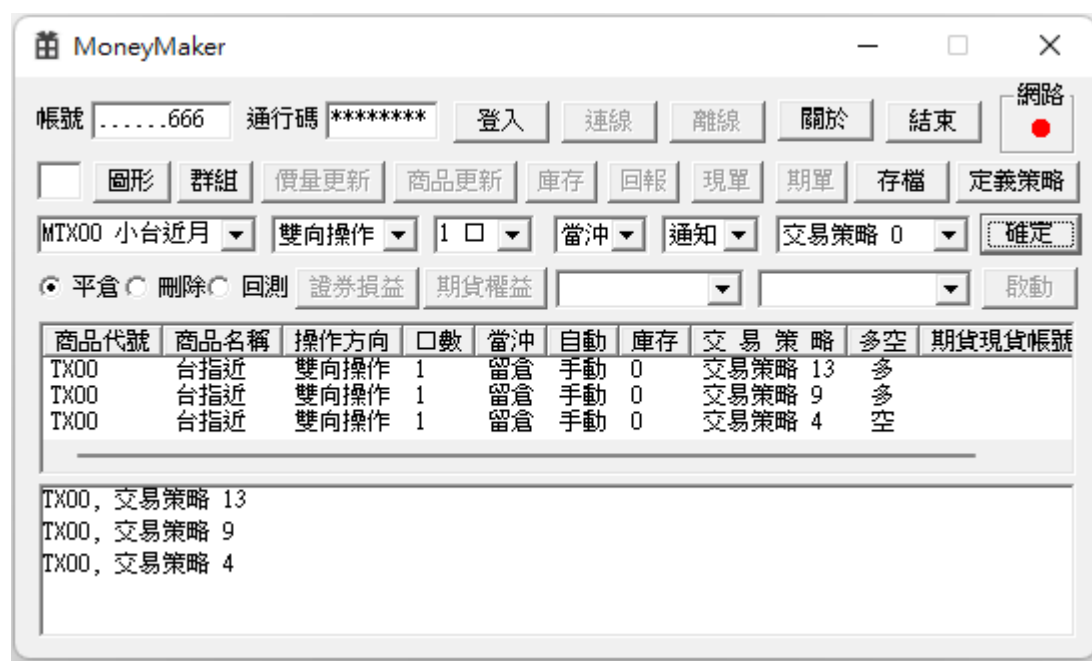 MoneyMaker
帳號 ......666 通行碼 ******** 登入 連線 離線 關於 結束 網路
圖形 群組 價量更新 商品更新 庫存 回報 現單 期單 存檔 定義策略
MTX00 小台近月 雙向操作 1 口 當沖 通知 交易策略 0 確定
平倉 刪除 回測 證券損益 期貨權益 啟動
商品代號 商品名稱 操作方向 口數 當沖 自動 庫存 交 易 策 略 多空 期貨現貨帳號
TX00 台指近 雙向操作 1 留倉 手動 0 交易策略 13 多
TX00 台指近 雙向操作 1 留倉 手動 0 交易策略 9 多
TX00 台指近 雙向操作 1 留倉 手動 0 交易策略 4 空
TX00, 交易策略 13
TX00, 交易策略 9
TX00, 交易策略 4